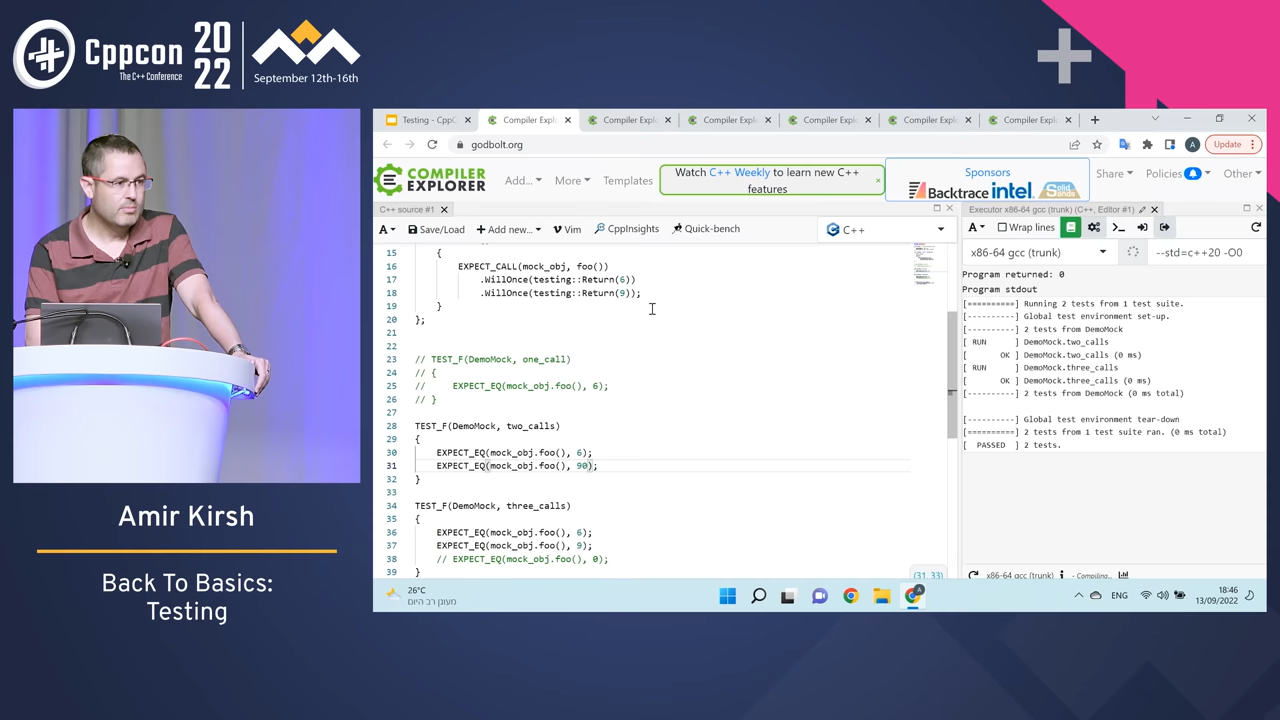 Cppcon
The C++ Conference
20
22
September 12th-16th
Testing - CppC
Compiler Explo
Compiler Explo
Compiler Explo
Compiler Explo
Compiler Explo
Compiler Explo
godbolt.org
A
Update
COMPILER
EXPLORER
Add...
More
Templates
Watch C++ Weekly to learn new C++
features
Sponsors
Backtrace intel Solid Sands
Share
Policies
Other
C++ source #1
A
Save/Load
Add new...
Vim
CppInsights
Quick-bench
C++
15 {
16 EXPECT_CALL(mock_obj, foo())
17 .WillOnce(testing::Return(6))
18 .WillOnce(testing::Return(9));
19 }
20 };
21
22
23 // TEST_F(DemoMock, one_call)
24 // {
25 // EXPECT_EQ(mock_obj.foo(), 6);
26 // }
27
28 TEST_F(DemoMock, two_calls)
29 {
30 EXPECT_EQ(mock_obj.foo(), 6);
31 EXPECT_EQ(mock_obj.foo(), 90);
32 }
33
34 TEST_F(DemoMock, three_calls)
35 {
36 EXPECT_EQ(mock_obj.foo(), 6);
37 EXPECT_EQ(mock_obj.foo(), 9);
38 // EXPECT_EQ(mock_obj.foo(), 0);
39 }
(31, 33)
Executor x86-64 gcc (trunk) (C++, Editor #1)
A
Wrap lines
x86-64 gcc (trunk)
--std=c++20 -O0
Program returned: 0
Program stdout
[==========] Running 2 tests from 1 test suite.
[----------] Global test environment set-up.
[----------] 2 tests from DemoMock
[ RUN ] DemoMock.two_calls
[ OK ] DemoMock.two_calls (0 ms)
[ RUN ] DemoMock.three_calls
[ OK ] DemoMock.three_calls (0 ms)
[----------] 2 tests from DemoMock (0 ms total)
[----------] Global test environment tear-down
[==========] 2 tests from 1 test suite ran. (0 ms total)
[ PASSED ] 2 tests.
x86-64 gcc (trunk)
- Compiling...
26°C
מעונן רב היום
ENG
18:46
13/09/2022
Amir Kirsh
Back To Basics:
Testing